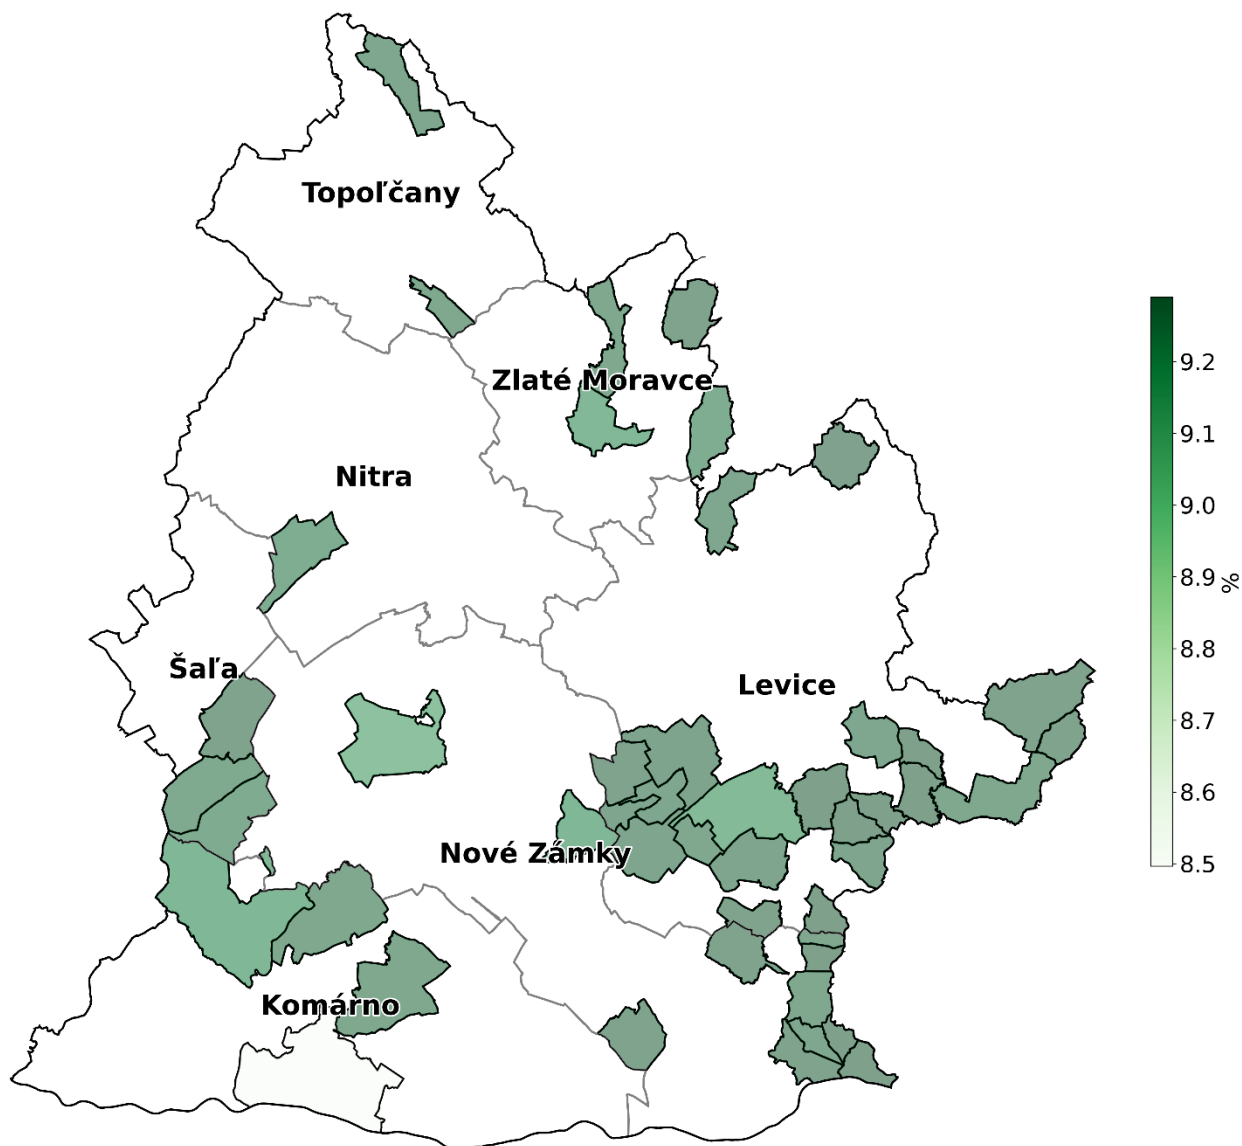 Topoľčany
Zlaté Moravce
Nitra
Šaľa
Levice
Nové Zámky
Komárno
9.2
9.1
9.0
8.9
8.8
8.7
8.6
8.5
%